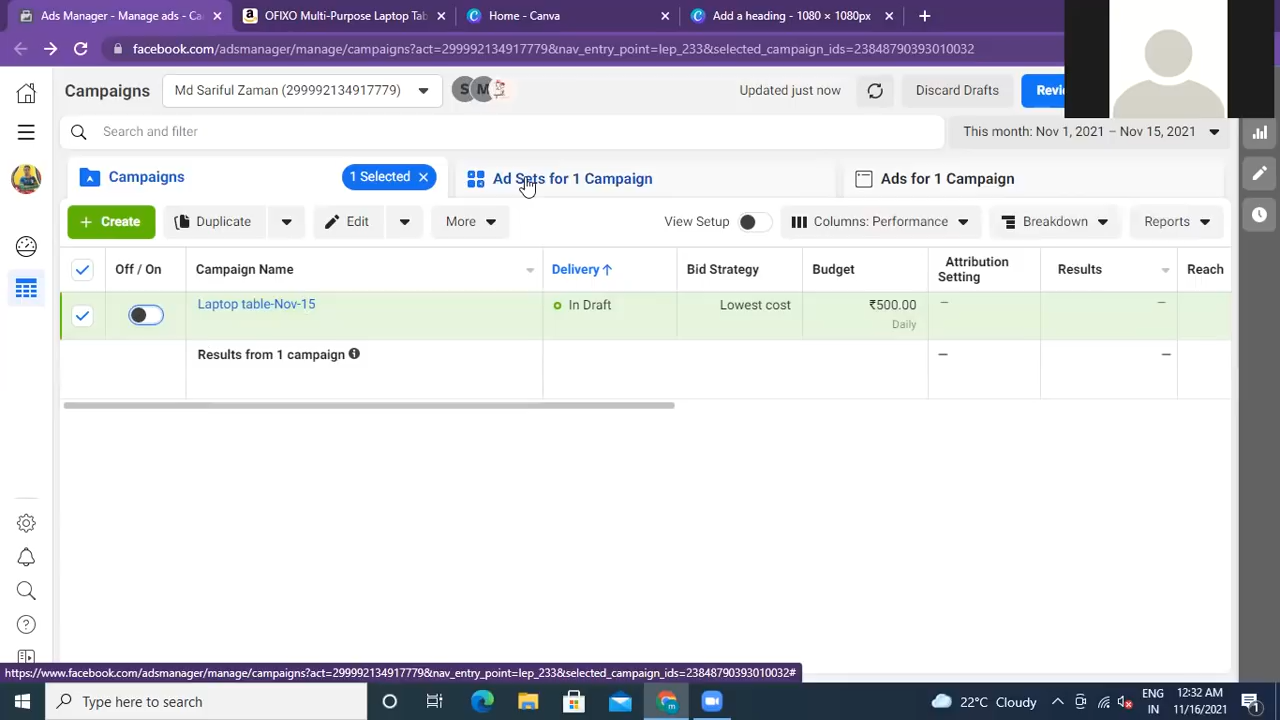 Ads Manager - Manage ads - Ca
OFIXO Multi-Purpose Laptop Tab
Home - Canva
Add a heading - 1080 × 1080px
facebook.com/adsmanager/manage/campaigns?act=299992134917779&nav_entry_point=lep_233&selected_campaign_ids=23848790393010032
Campaigns
Md Sariful Zaman (299992134917779)
S
M
Updated just now
Discard Drafts
Revi
Search and filter
This month: Nov 1, 2021 – Nov 15, 2021
Campaigns
1 Selected
Ad Sets for 1 Campaign
Ads for 1 Campaign
+ Create
Duplicate
Edit
More
View Setup
Columns: Performance
Breakdown
Reports
Off / On
Campaign Name
Delivery ↑
Bid Strategy
Budget
Attribution
Setting
Results
Reach
Laptop table-Nov-15
In Draft
Lowest cost
₹500.00
Daily
—
—
Results from 1 campaign
—
—
https://www.facebook.com/adsmanager/manage/campaigns?act=299992134917779&nav_entry_point=lep_233&selected_campaign_ids=23848790393010032#
Type here to search
22°C Cloudy
ENG
IN
12:32 AM
11/16/2021
1